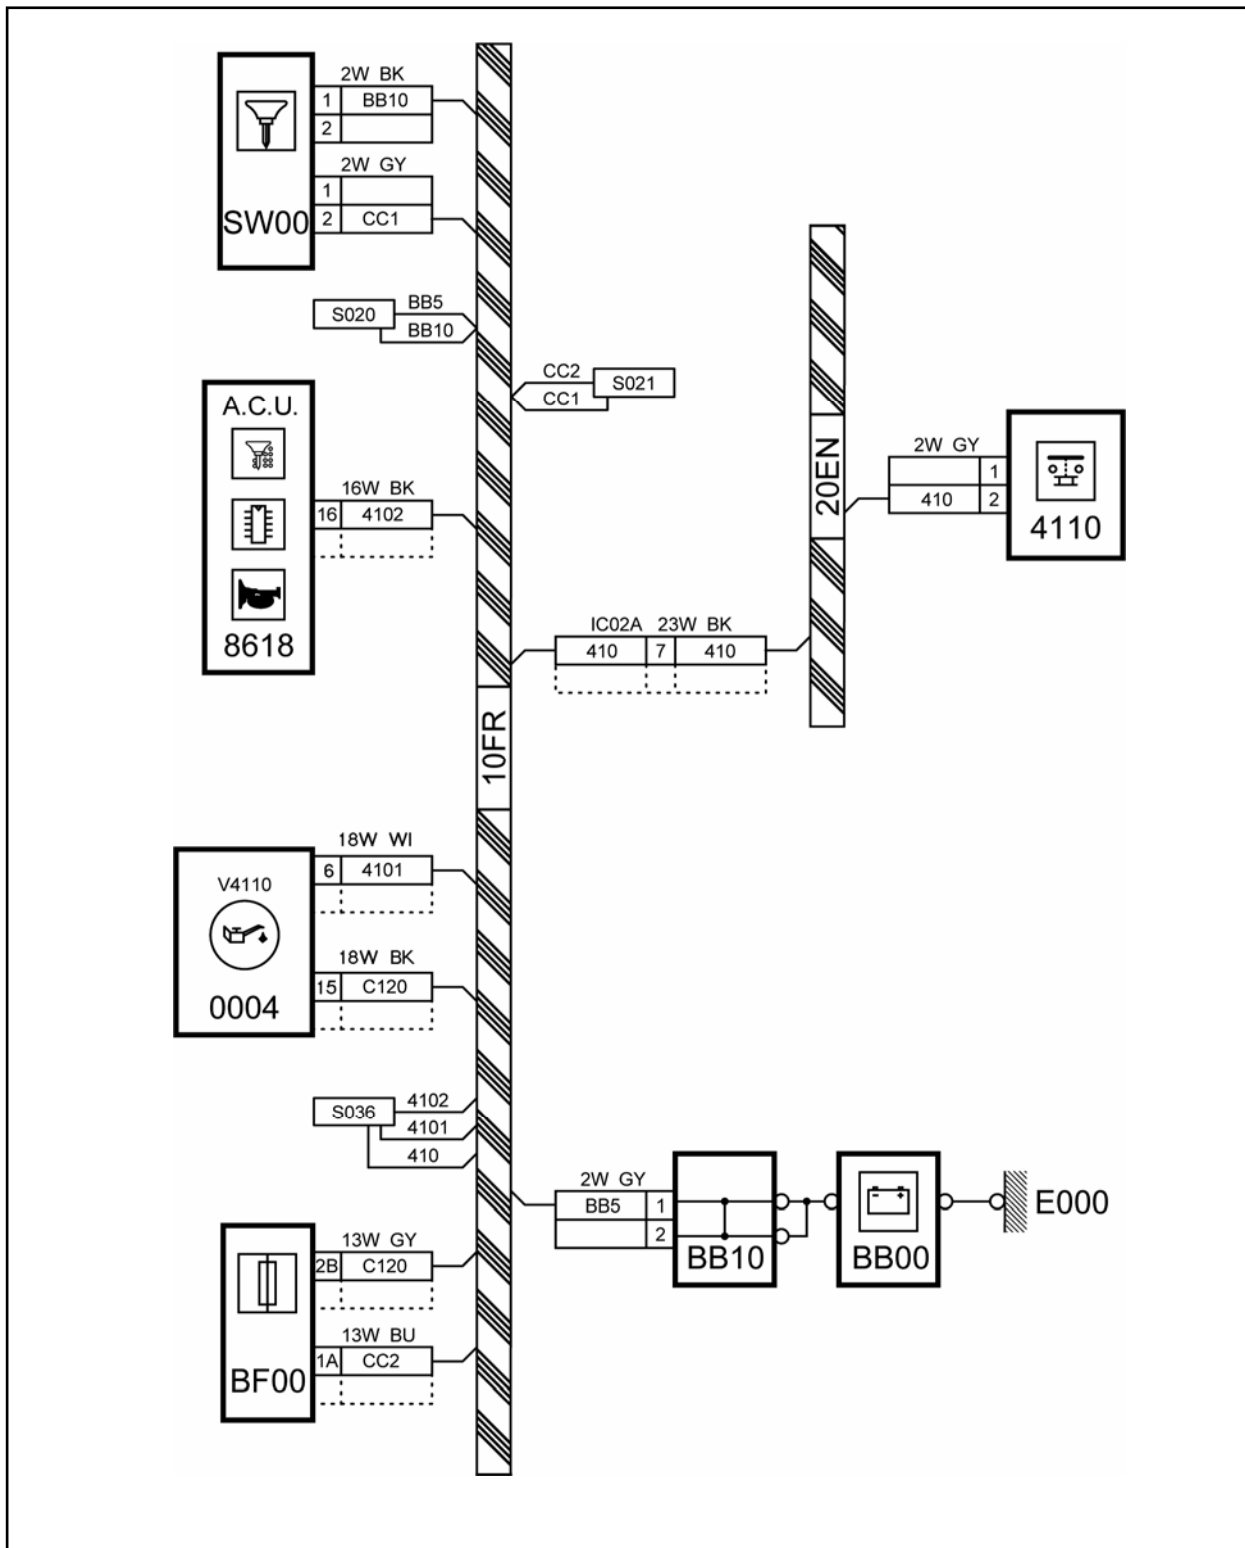 2W BK
1 BB10
2
2W GY
1
SW00
2 CC1
S020
BB5
BB10
CC2
CC1
S021
A.C.U.
16W BK
16 4102
8618
20EN
2W GY
1
410 2
4110
IC02A 23W BK
410 7 410
10FR
18W WI
6 4101
V4110
18W BK
15 C120
0004
S036
4102
4101
410
2W GY
BB5 1
2
BB10
BB00
E000
13W GY
2B C120
13W BU
1A CC2
BF00